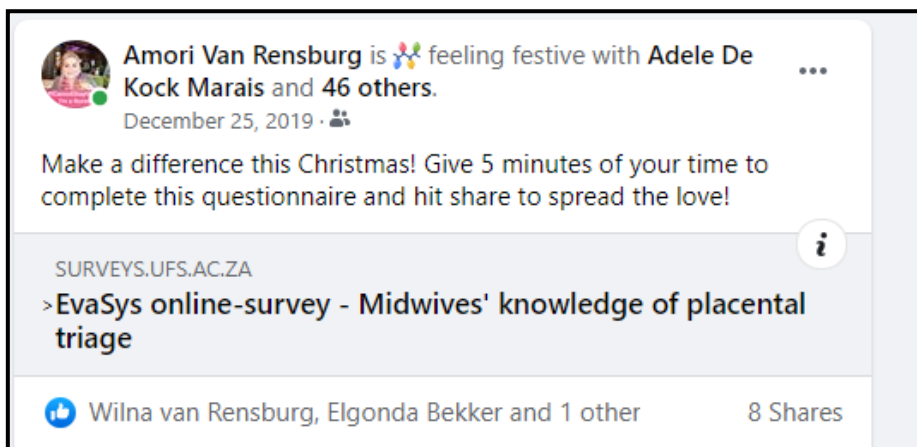 Amori Van Rensburg is feeling festive with Adele De
Kock Marais and 46 others.
December 25, 2019 ·
Make a difference this Christmas! Give 5 minutes of your time to
complete this questionnaire and hit share to spread the love!
i
SURVEYS.UFS.AC.ZA
>EvaSys online-survey - Midwives' knowledge of placental
triage
Wilna van Rensburg, Elgonda Bekker and 1 other 8 Shares